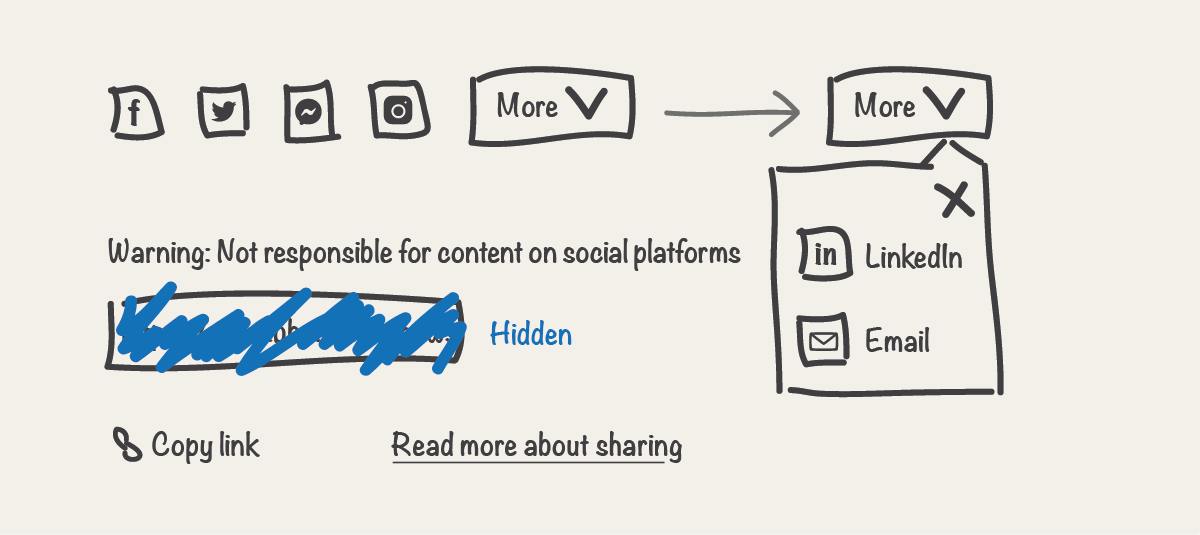 f
More
More
Warning: Not responsible for content on social platforms
in LinkedIn
Hidden
Email
Copy link
Read more about sharing